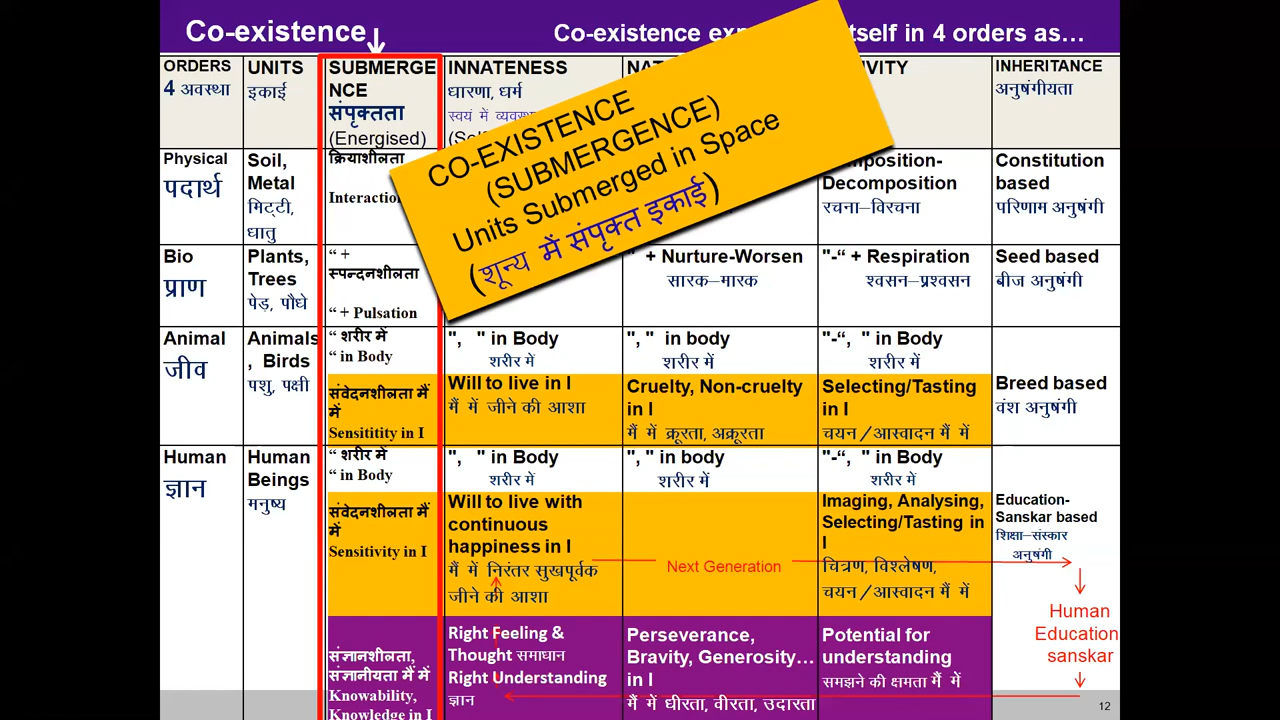 Co-existence
Co-existence exp
tself in 4 orders as…
ORDERS
4 अवस्था
UNITS
इकाई
SUBMERGE
NCE
संपृक्तता
(Energised)
INNATENESS
धारणा, धर्म
स्वयं में व्यवस्
INHERITANCE
अनुषंगीयता
CO-EXISTENCE
(SUBMERGENCE)
Units Submerged in Space
(शून्य में संपृक्त इकाई)
Physical
पदार्थ
Soil,
Metal
मिट्टी,
धातु
क्रियाशीलता
Interaction
Decomposition-
रचना–विरचना
Constitution
based
परिणाम अनुषंगी
Bio
प्राण
Plants,
Trees
पेड़, पौधे
“ +
स्पन्दनशीलता
“ + Pulsation
" + Nurture-Worsen
सारक–मारक
"-“ + Respiration
श्वसन–प्रश्वसन
Seed based
बीज अनुषंगी
Animal
जीव
Animals
, Birds
पशु, पक्षी
“ शरीर में
“ in Body
संवेदनशीलता मैं
में
Sensititity in I
", " in Body
शरीर में
Will to live in I
मैं में जीने की आशा
", " in body
शरीर में
Cruelty, Non-cruelty
in I
मैं में क्रूरता, अक्रूरता
"-“, " in Body
शरीर में
Selecting/Tasting
in I
चयन/आस्वादन मैं में
Breed based
वंश अनुषंगी
Human
ज्ञान
Human
Beings
मनुष्य
“ शरीर में
“ in Body
संवेदनशीलता मैं
में
Sensitivity in I
संज्ञानशीलता,
संज्ञानीयता मैं में
Knowability,
Knowledge in I
", " in Body
शरीर में
Will to live with
continuous
happiness in I
मैं में निरंतर सुखपूर्वक
जीने की आशा
Right Feeling &
Thought समाधान
Right Understanding
ज्ञान
", " in body
शरीर में
Next Generation
Perseverance,
Bravity, Generosity…
in I
मैं में धीरता, वीरता, उदारता
"-“, " in Body
शरीर में
Imaging, Analysing,
Selecting/Tasting in
I
चित्रण, विश्लेषण,
चयन/आस्वादन मैं में
Potential for
understanding
समझने की क्षमता मैं में
Education-
Sanskar based
शिक्षा–संस्कार
अनुषंगी
Human
Education
sanskar
12